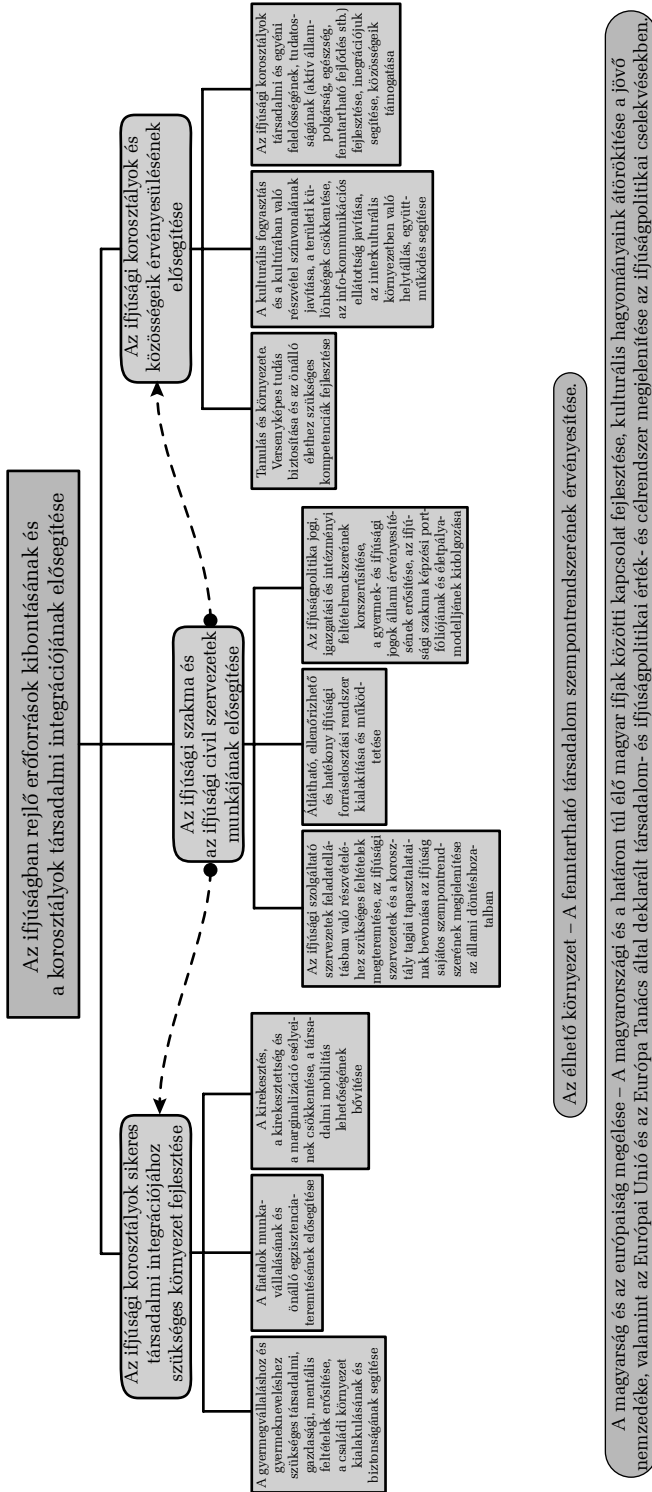 Az ifjúságban rejlő erőforrások kibontásának és
a korosztályok társadalmi integrációjának elősegítése
Az ifjúsági korosztályok sikeres
társadalmi integrációjához
szükséges környezet fejlesztése
Az ifjúsági szakma és
az ifjúsági civil szervezetek
munkájának elősegítése
Az ifjúsági korosztályok és
közösségeik érvényesülésének
elősegítése
A gyermegvállaláshoz és
gyermekneveléshez
szükséges társadalmi,
gazdasági, mentális
feltételek erősítése,
a családi környezet
kialakulásának és
biztonságának segítése
A fiatalok munka-
vállalásának és
önálló egzisztencia-
teremtésének elősegítése
A kirekesztés,
a kirekesztettség és
a marginalizáció esélyei-
nek csökkentése, a társa-
dalmi mobilitás
lehetőségének
bővítése
Az ifjúsági szolgáltató
szervezetek feladatellá-
tásban való részvételé-
hez szükséges feltételek
megteremtése, az ifjúsági
szervezetek és a korosz-
tály tagjai tapasztalatai-
nak bevonása az ifjúság
sajátos szempontrend-
szerének megjelenítése
az állami döntéshoza-
talban
Átlátható, ellenőrizhető
és hatékony ifjúsági
forráselosztási rendszer
kialakítása és működ-
tetése
Az ifjúságpolitika jogi,
igazgatási és intézményi
feltételrendszerének
korszerűsítése,
a gyermek- és ifjúsági
jogok állami érvényesíté-
sének erősítése, az ifjú-
sági szakma képzési port-
fóliójának és életpálya-
modelljének kidolgozása
Tanulás és környezete.
Versenyképes tudás
biztosítása és az önálló
élethez szükséges
kompetenciák fejlesztése
A kulturális fogyasztás
és a kultúrában való
részvétel színvonalának
javítása, a területi kü-
lönbségek csökkentése,
az info-kommunikációs
ellátottság javítása,
az interkulturális
környezetben való
helytállás, együtt-
működés segítése
Az ifjúsági korosztályok
társadalmi és egyéni
felelősségének, tudatos-
ságának (aktív állam-
polgárság, egészség,
fenntartható fejlődés stb.)
fejlesztése, inegrációjuk
segítése, közösségeik
támogatása
Az élhető környezet – A fenntartható társadalom szempontrendszerének érvényesítése.
A magyarság és az európaiság megélése – A magyarországi és a határon túl élő magyar ifjak közötti kapcsolat fejlesztése, kulturális hagyományaink átörökítése a jövő
nemzedéke, valamint az Európai Unió és az Európa Tanács által deklarált társadalom- és ifjúságpolitikai érték- és célrendszer megjelenítése az ifjúságpolitikai cselekvésekben.